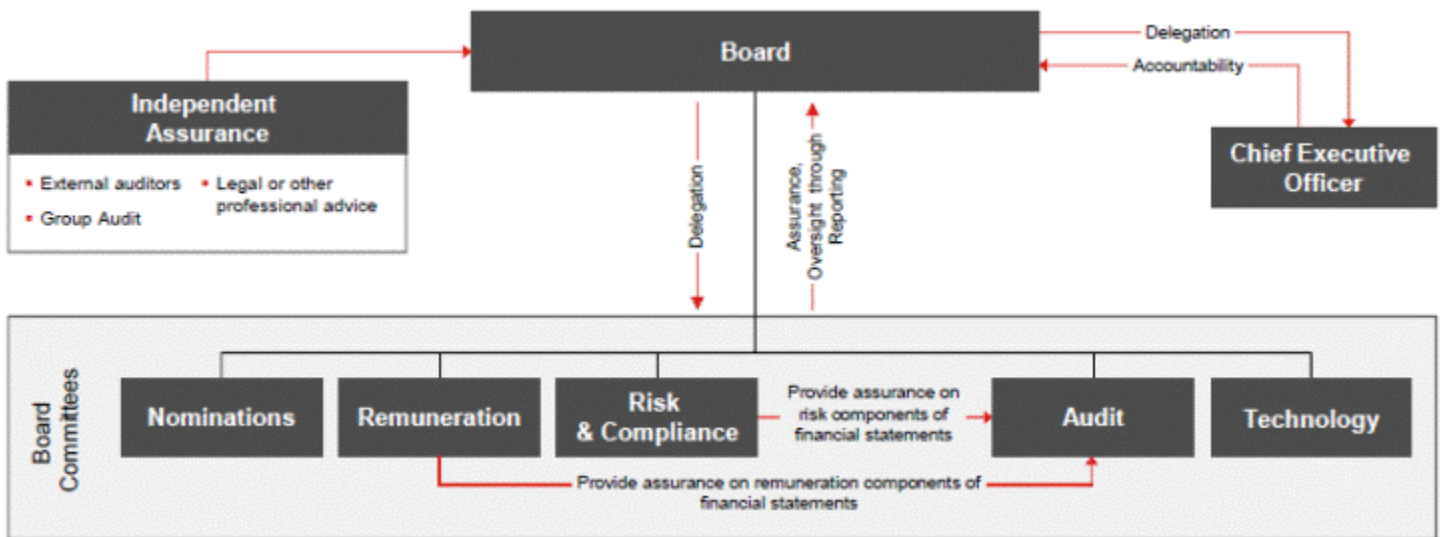 Board
Delegation
Accountability
Independent
Assurance
▪ External auditors
▪ Group Audit
▪ Legal or other
professional advice
Chief Executive
Officer
Delegation
Assurance,
Oversight through
Reporting
Board
Committees
Nominations
Remuneration
Risk
& Compliance
Provide assurance on
risk components of
financial statements
Audit
Technology
Provide assurance on remuneration components of
financial statements